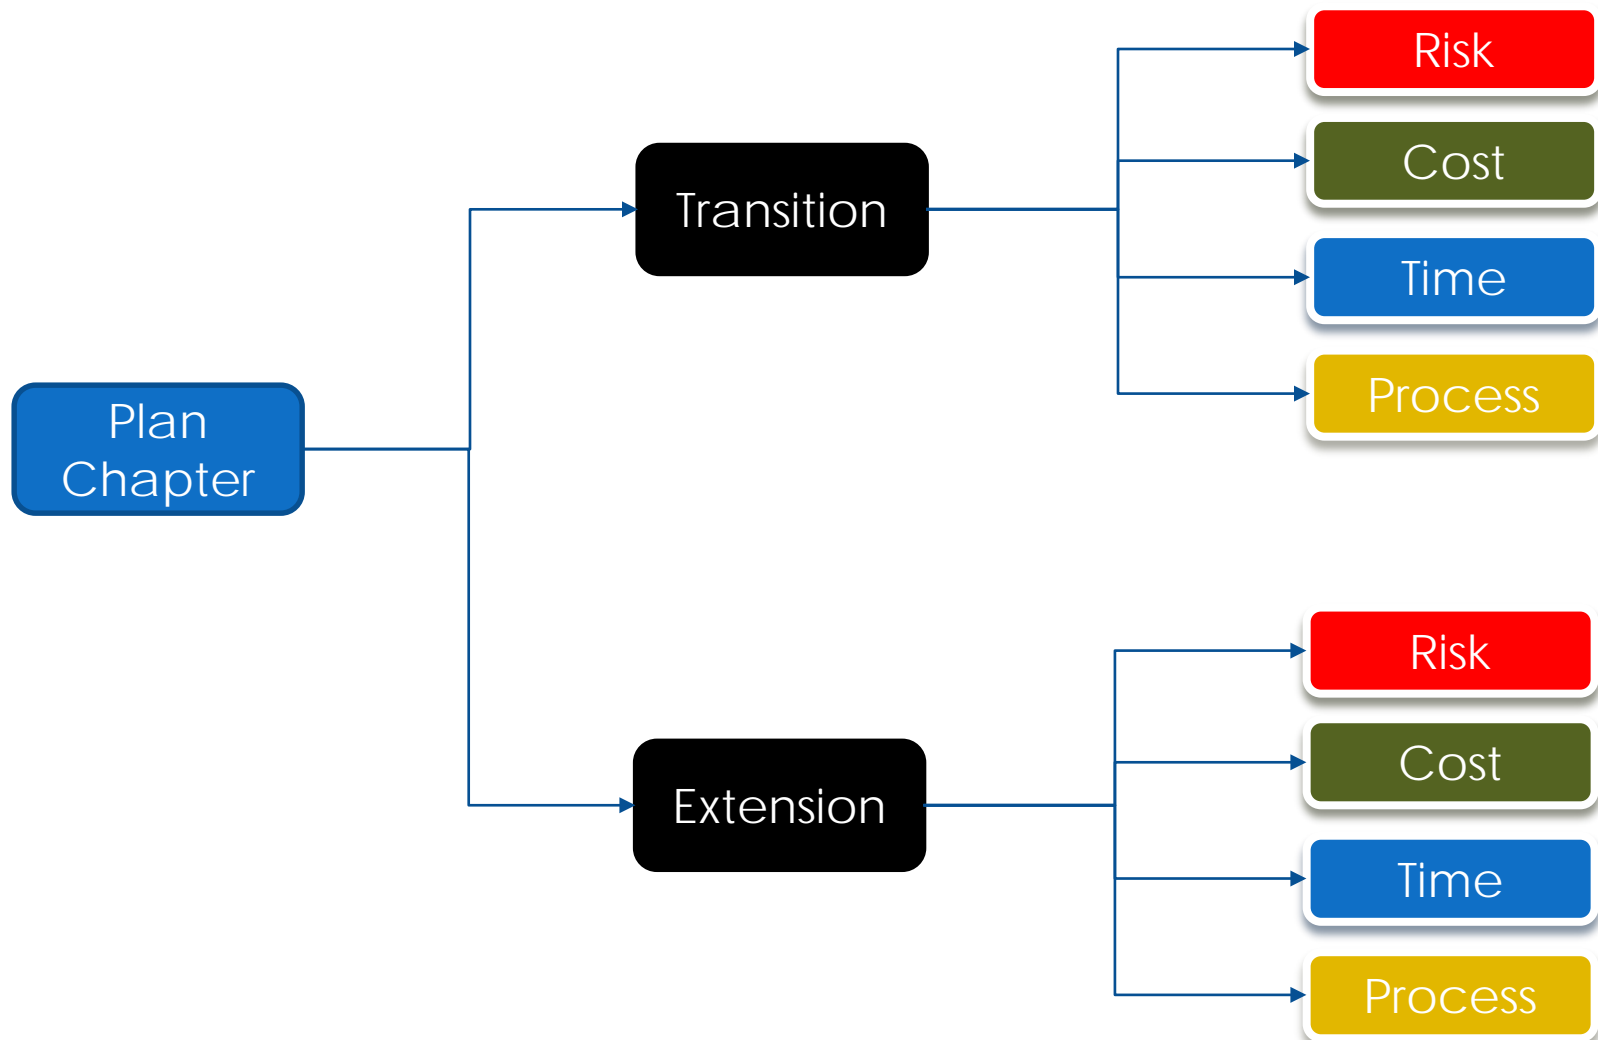 Plan
Chapter
Transition
Risk
Cost
Time
Process
Extension
Risk
Cost
Time
Process